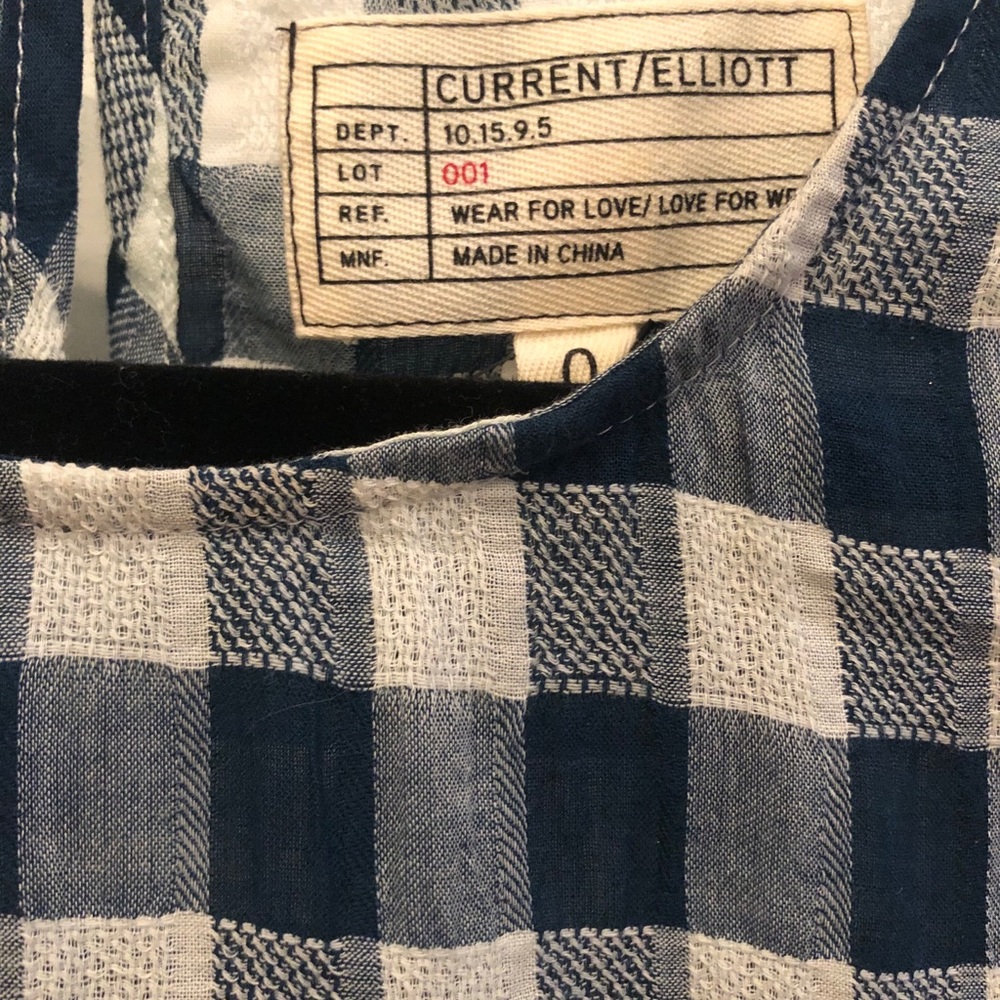 CURRENT/ELLIOTT
DEPT. 10.15.9.5
LOT 001
REF. WEAR FOR LOVE/ LOVE FOR
MNF. MADE IN CHINA
0